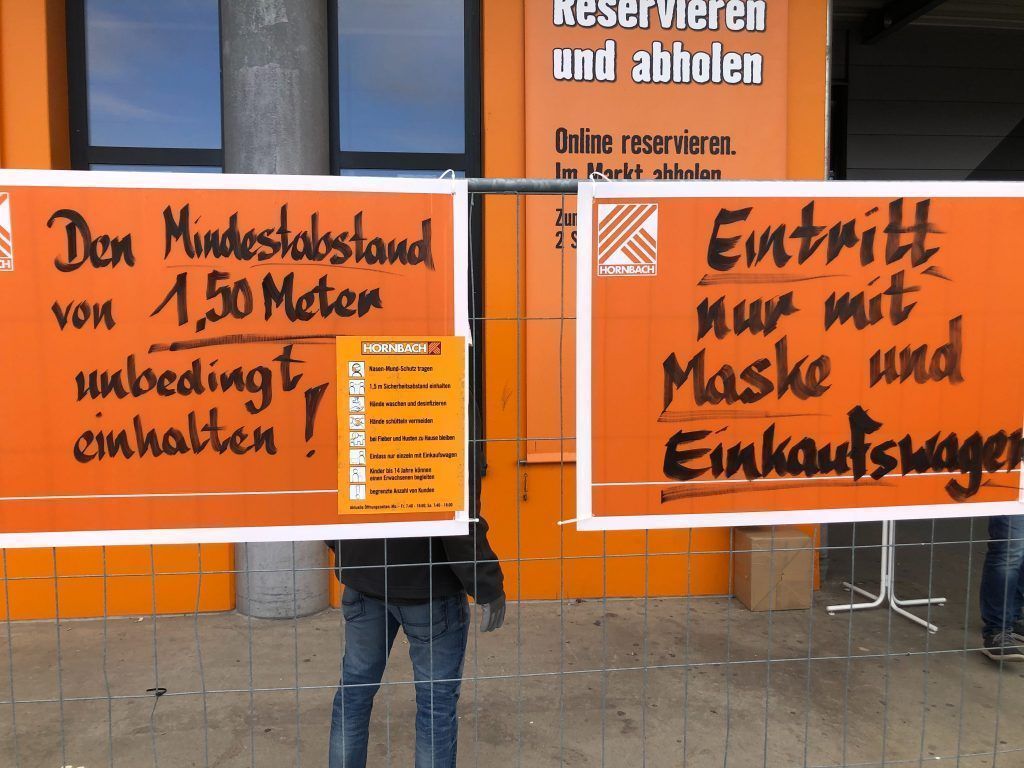 Reservieren
und abholen
Online reservieren.
Im Markt abholen
Den Mindestabstand
von 1,50 Meter
unbedingt
einhalten!
HORNBACH
Nasen-Mund-Schutz tragen
1,5 m Sicherheitsabstand einhalten
Hände waschen und desinfizieren
Hände schütteln vermeiden
bei Fieber und Husten zu Hause bleiben
Einlass nur einzeln mit Einkaufswagen
Kinder bis 14 Jahre können
einen Erwachsenen begleiten
begrenzte Anzahl von Kunden
HORNBACH
Eintritt
nur mit
Maske und
Einkaufswagen